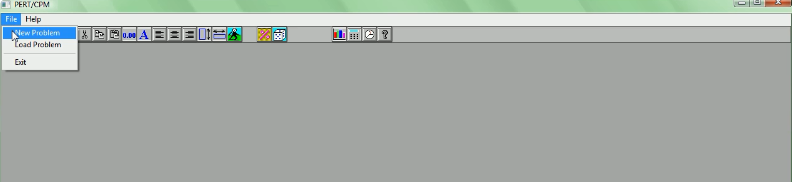 PERT/CPM
File Help
New Problem
0.00 A
Load Problem
Exit